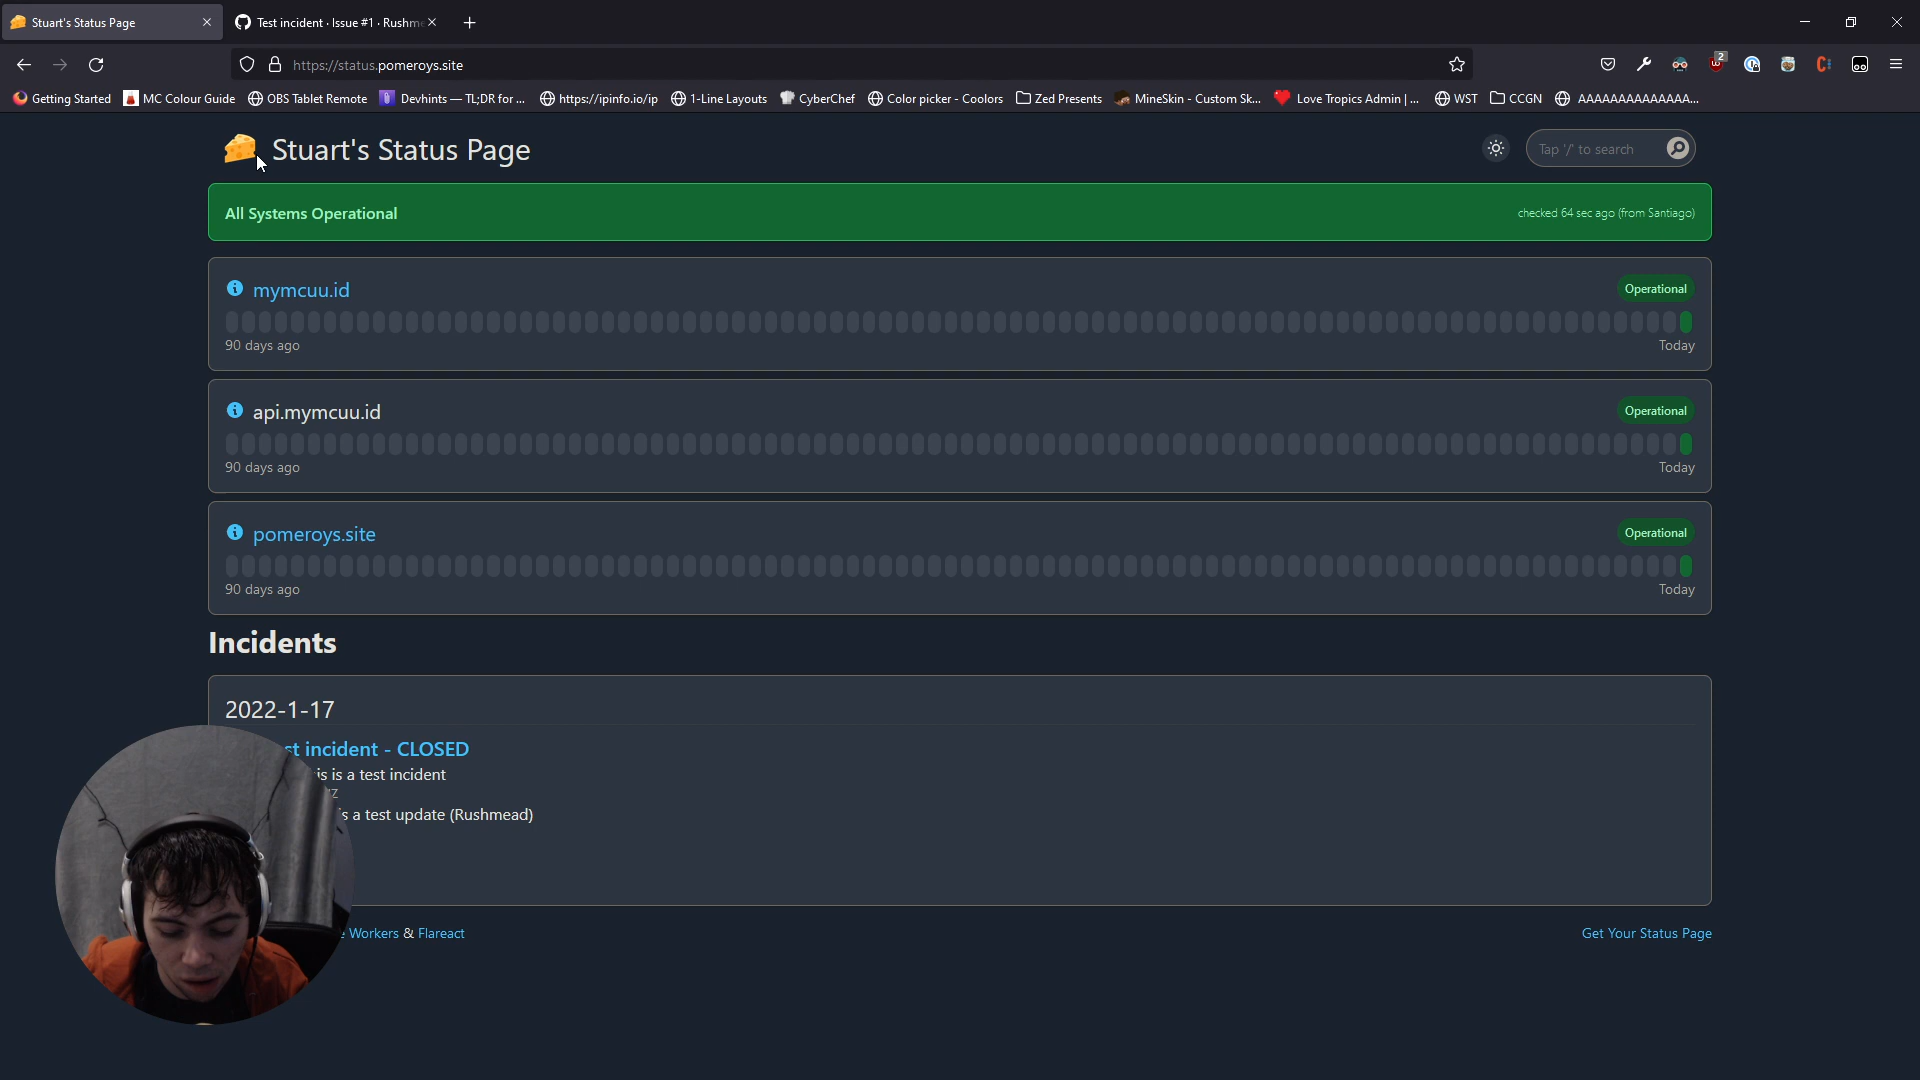 Stuart's Status Page
Test incident · Issue #1 · Rushme
https://status.pomeroys.site
2
Getting Started
MC Colour Guide
OBS Tablet Remote
Devhints — TL;DR for ...
https://ipinfo.io/ip
1-Line Layouts
CyberChef
Color picker - Coolors
Zed Presents
MineSkin - Custom Sk...
Love Tropics Admin | ...
WST
CCGN
AAAAAAAAAAAAAA...
Stuart's Status Page
Tap '/' to search
All Systems Operational
checked 64 sec ago (from Santiago)
mymcuu.id
Operational
90 days ago
Today
api.mymcuu.id
Operational
90 days ago
Today
pomeroys.site
Operational
90 days ago
Today
Incidents
2022-1-17
st incident - CLOSED
is is a test incident
's a test update (Rushmead)
e Workers & Flareact
Get Your Status Page